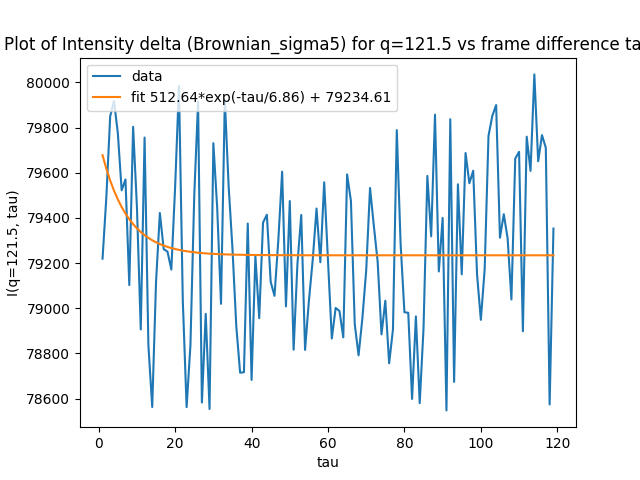 Plot of Intensity delta (Brownian_sigma5) for q=121.5 vs frame difference ta
data
fit 512.64*exp(-tau/6.86) + 79234.61
80000
79800
79600
79400
79200
79000
78800
78600
I(q=121.5, tau)
0 20 40 60 80 100 120
tau